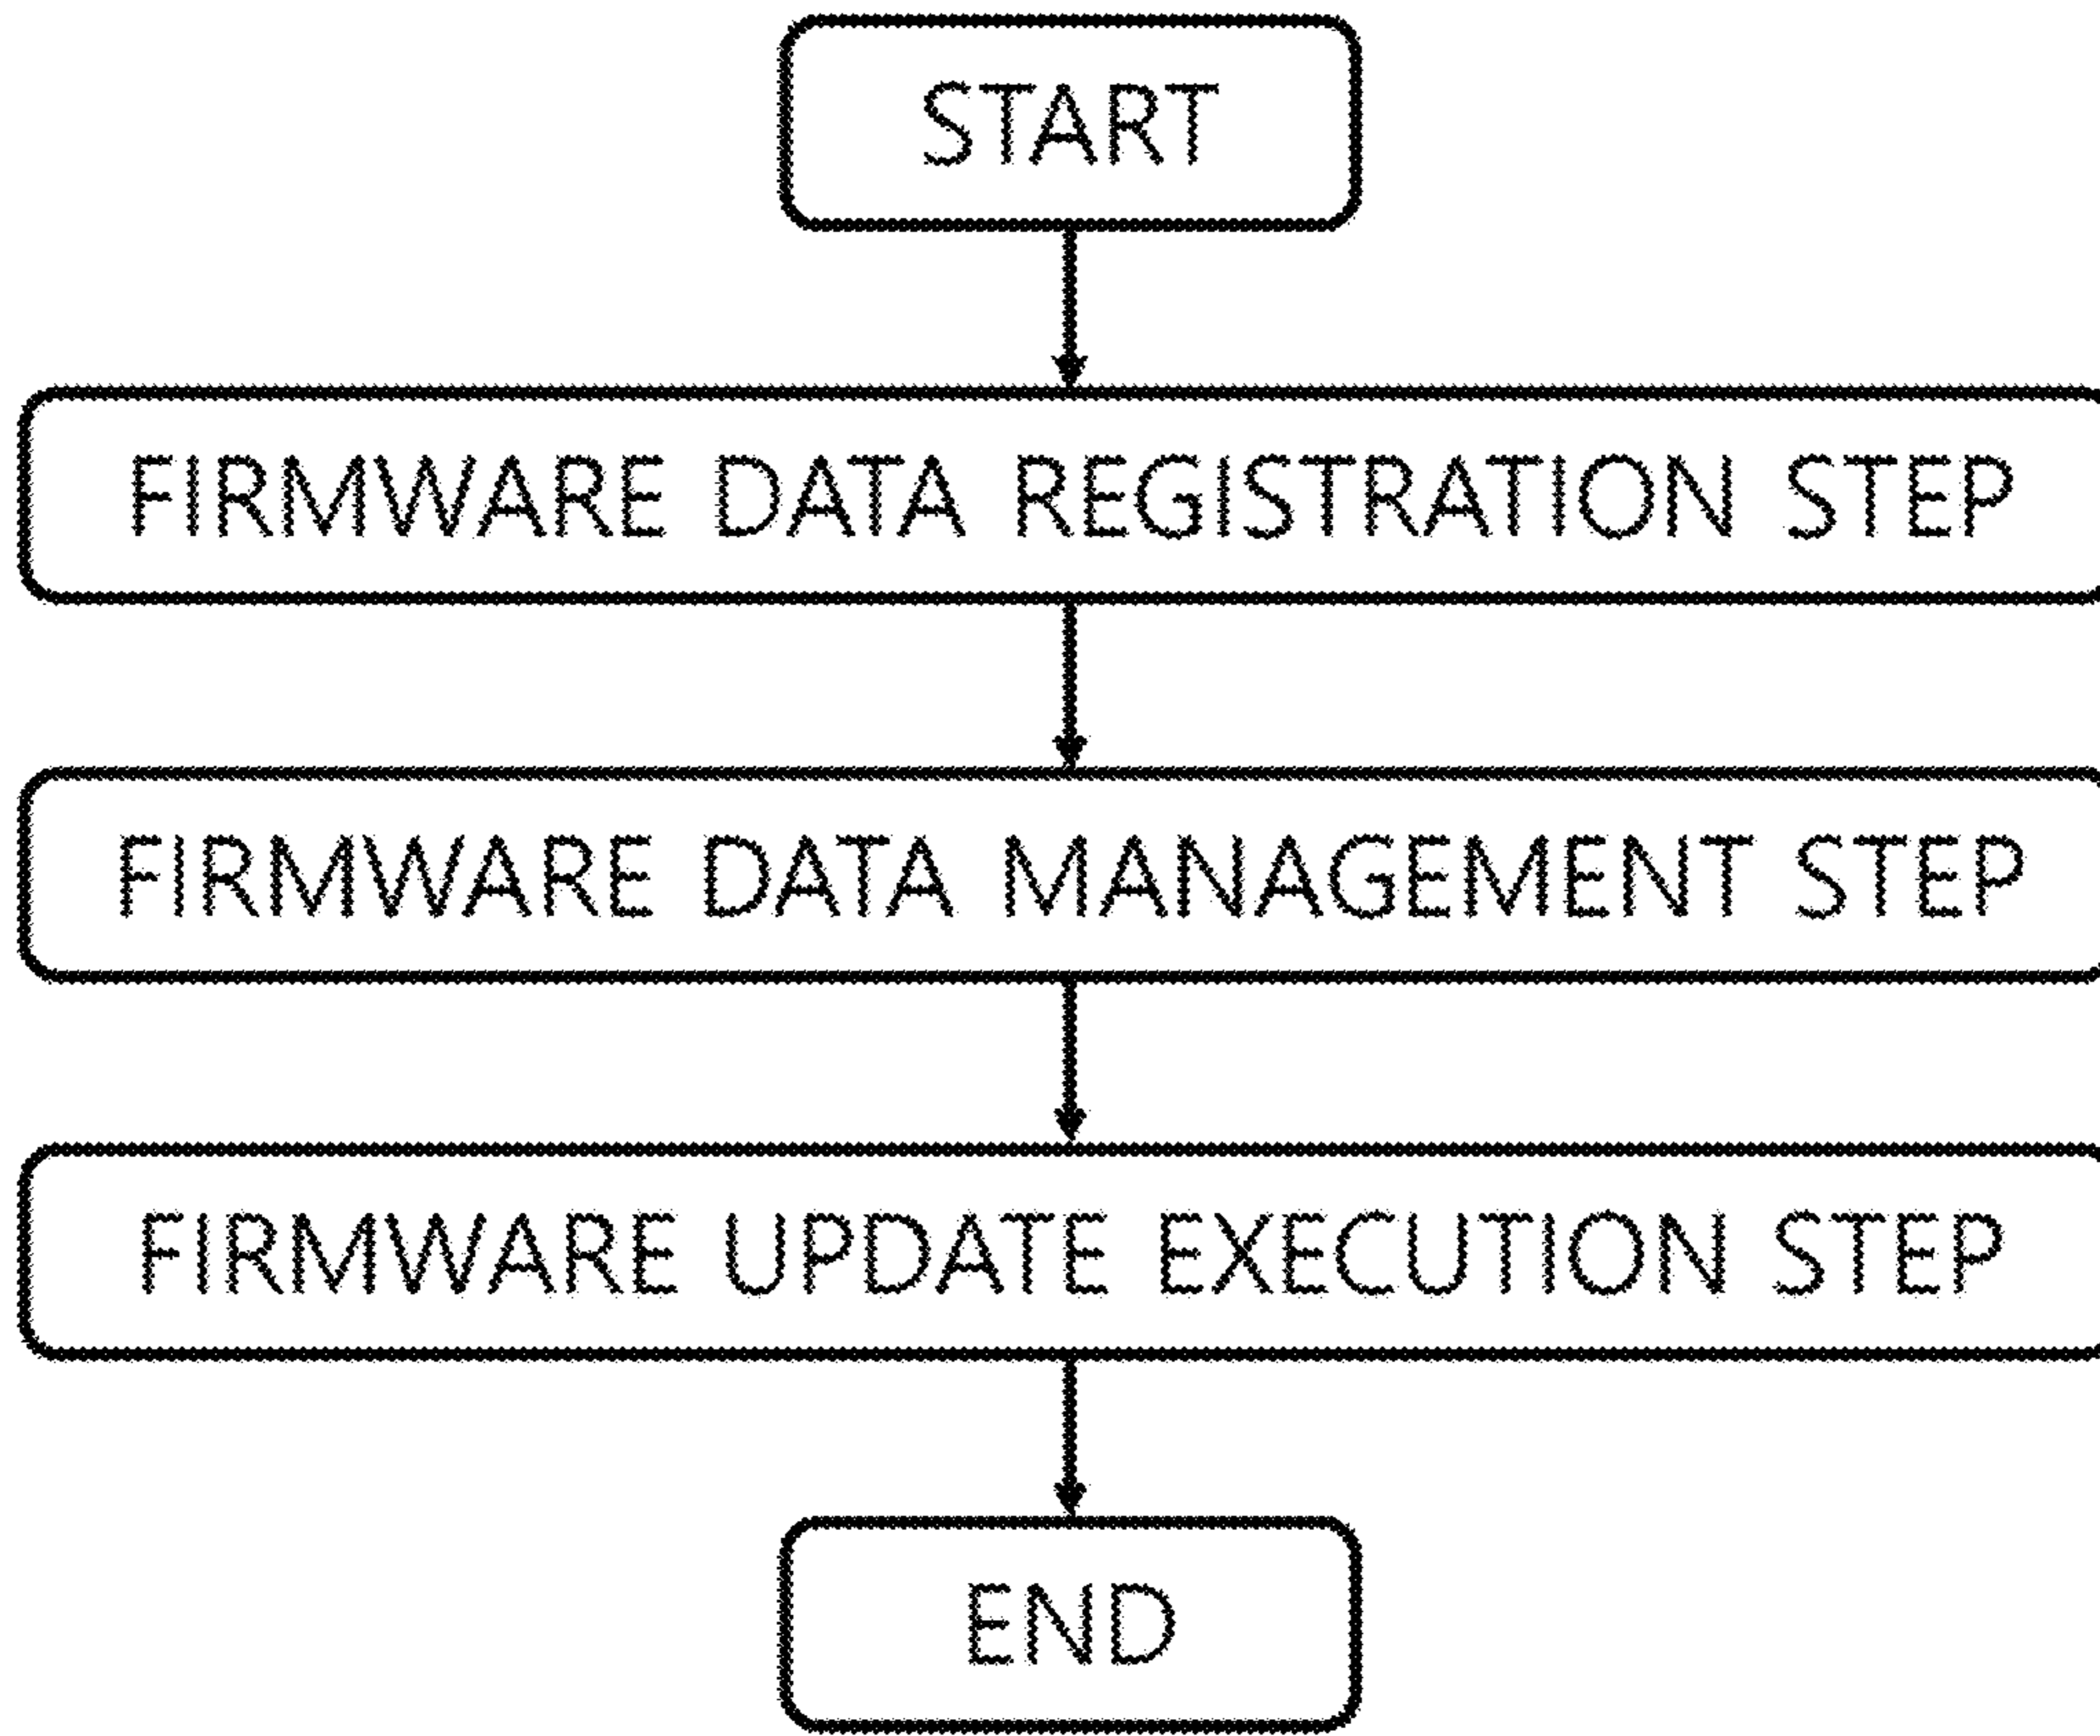 START
FIRMWARE DATA REGISTRATION STEP
FIRMWARE DATA MANAGEMENT STEP
FIRMWARE UPDATE EXECUTION STEP
END